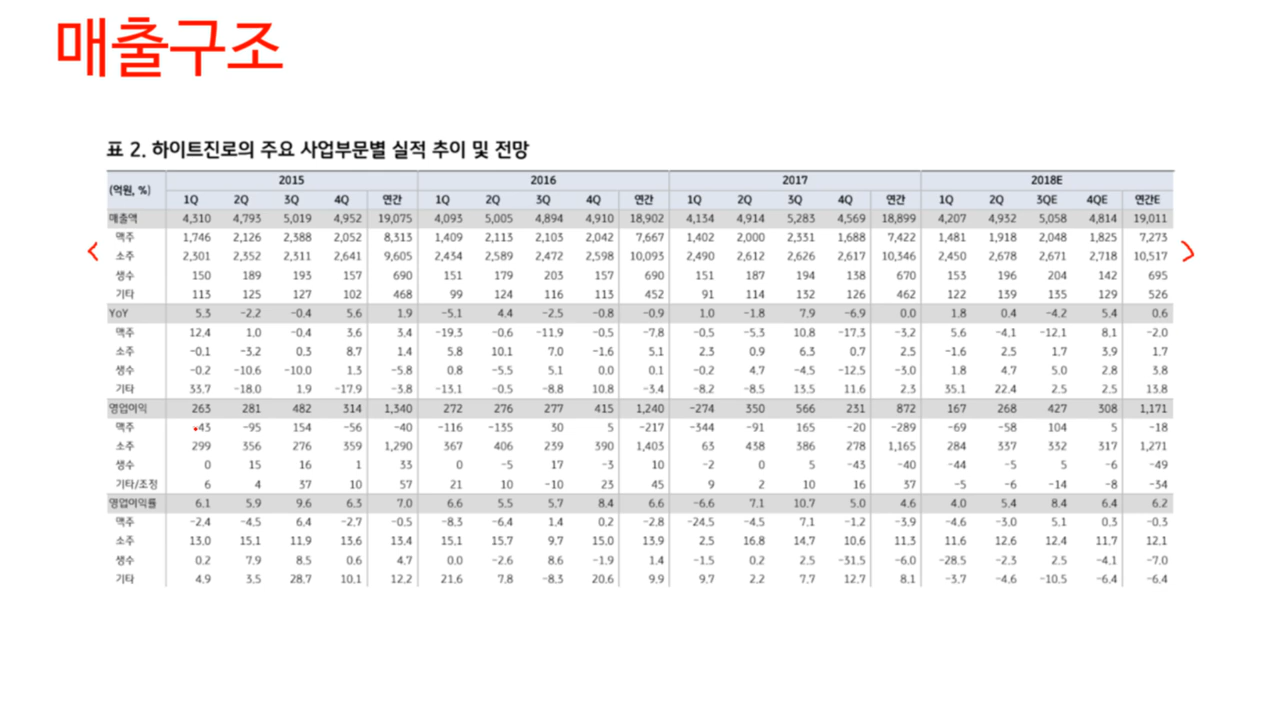 매출구조
표 2. 하이트진로의 주요 사업부문별 실적 추이 및 전망
(억원, %) 2015 2016 2017 2018E
1Q 2Q 3Q 4Q 연간 1Q 2Q 3Q 4Q 연간 1Q 2Q 3Q 4Q 연간 1Q 2Q 3QE 4QE 연간E
매출액 4,310 4,793 5,019 4,952 19,075 4,093 5,005 4,894 4,910 18,902 4,134 4,914 5,283 4,569 18,899 4,207 4,932 5,058 4,814 19,011
맥주 1,746 2,126 2,388 2,052 8,313 1,409 2,113 2,103 2,042 7,667 1,402 2,000 2,331 1,688 7,422 1,481 1,918 2,048 1,825 7,273
소주 2,301 2,352 2,311 2,641 9,605 2,434 2,589 2,472 2,598 10,093 2,490 2,612 2,626 2,617 10,346 2,450 2,678 2,671 2,718 10,517
생수 150 189 193 157 690 151 179 203 157 690 151 187 194 138 670 153 196 204 142 695
기타 113 125 127 102 468 99 124 116 113 452 91 114 132 126 462 122 139 135 129 526
YoY 5.3 -2.2 -0.4 5.6 1.9 -5.1 4.4 -2.5 -0.8 -0.9 1.0 -1.8 7.9 -6.9 0.0 1.8 0.4 -4.2 5.4 0.6
맥주 12.4 1.0 -0.4 3.6 3.4 -19.3 -0.6 -11.9 -0.5 -7.8 -0.5 -5.3 10.8 -17.3 -3.2 5.6 -4.1 -12.1 8.1 -2.0
소주 -0.1 -3.2 0.3 8.7 1.4 5.8 10.1 7.0 -1.6 5.1 2.3 0.9 6.3 0.7 2.5 -1.6 2.5 1.7 3.9 1.7
생수 -0.2 -10.6 -10.0 1.3 -5.8 0.8 -5.5 5.1 0.0 0.1 -0.2 4.7 -4.5 -12.5 -3.0 1.8 4.7 5.0 2.8 3.8
기타 33.7 -18.0 1.9 -17.9 -3.8 -13.1 -0.5 -8.8 10.8 -3.4 -8.2 -8.5 13.5 11.6 2.3 35.1 22.4 2.5 2.5 13.8
영업이익 263 281 482 314 1,340 272 276 277 415 1,240 -274 350 566 231 872 167 268 427 308 1,171
맥주 -43 -95 154 -56 -40 -116 -135 30 5 -217 -344 -91 165 -20 -289 -69 -58 104 5 -18
소주 299 356 276 359 1,290 367 406 239 390 1,403 63 438 386 278 1,165 284 337 332 317 1,271
생수 0 15 16 1 33 0 -5 17 -3 10 -2 0 5 -43 -40 -44 -5 5 -6 -49
기타/조정 6 4 37 10 57 21 10 -10 23 45 9 2 10 16 37 -5 -6 -14 -8 -34
영업이익률 6.1 5.9 9.6 6.3 7.0 6.6 5.5 5.7 8.4 6.6 -6.6 7.1 10.7 5.0 4.6 4.0 5.4 8.4 6.4 6.2
맥주 -2.4 -4.5 6.4 -2.7 -0.5 -8.3 -6.4 1.4 0.2 -2.8 -24.5 -4.5 7.1 -1.2 -3.9 -4.6 -3.0 5.1 0.3 -0.3
소주 13.0 15.1 11.9 13.6 13.4 15.1 15.7 9.7 15.0 13.9 2.5 16.8 14.7 10.6 11.3 11.6 12.6 12.4 11.7 12.1
생수 0.2 7.9 8.5 0.6 4.7 0.0 -2.6 8.6 -1.9 1.4 -1.5 0.2 2.5 -31.5 -6.0 -28.5 -2.3 2.5 -4.1 -7.0
기타 4.9 3.5 28.7 10.1 12.2 21.6 7.8 -8.3 20.6 9.9 9.7 2.2 7.7 12.7 8.1 -3.7 -4.6 -10.5 -6.4 -6.4